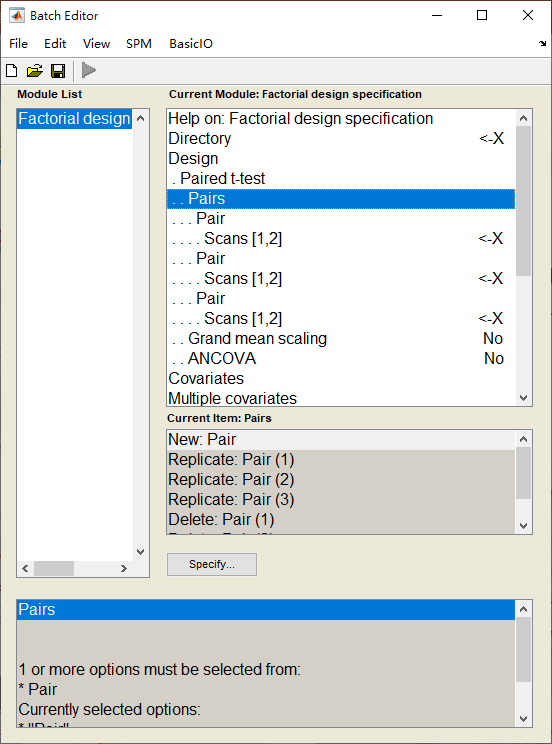 Batch Editor
File Edit View SPM BasicIO
Module List
Factorial design
Current Module: Factorial design specification
Help on: Factorial design specification
Directory <-X
Design
. Paired t-test
. . Pairs
. . . Pair
. . . . Scans [1,2] <-X
. . . Pair
. . . . Scans [1,2] <-X
. . . Pair
. . . . Scans [1,2] <-X
. . Grand mean scaling No
. . ANCOVA No
Covariates
Multiple covariates
Current Item: Pairs
New: Pair
Replicate: Pair (1)
Replicate: Pair (2)
Replicate: Pair (3)
Delete: Pair (1)
Specify...
Pairs
1 or more options must be selected from:
* Pair
Currently selected options:
* "Pair"